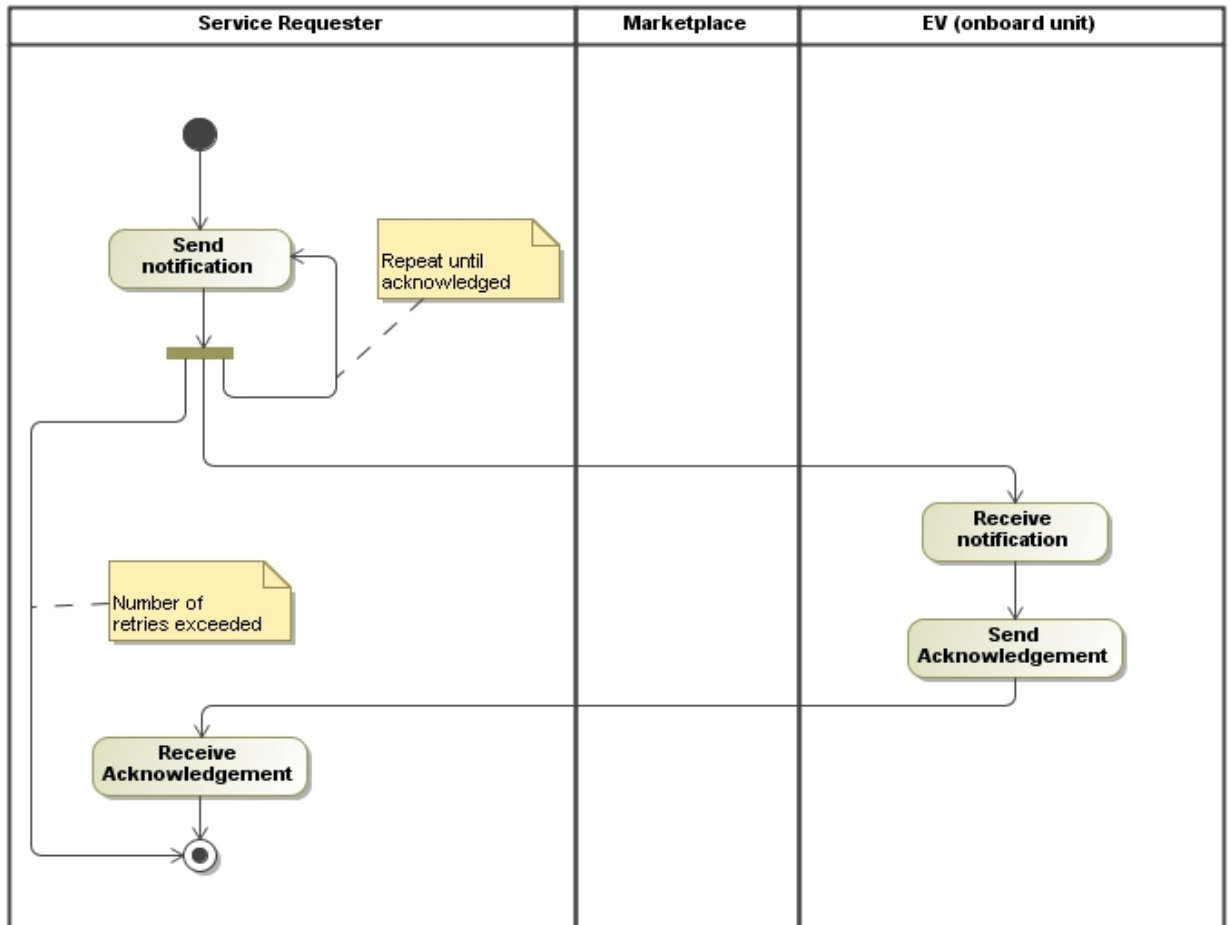 Service Requester
Marketplace
EV (onboard unit)
Send
notification
Repeat until
acknowledged
Receive
notification
Number of
retries exceeded
Send
Acknowledgement
Receive
Acknowledgement